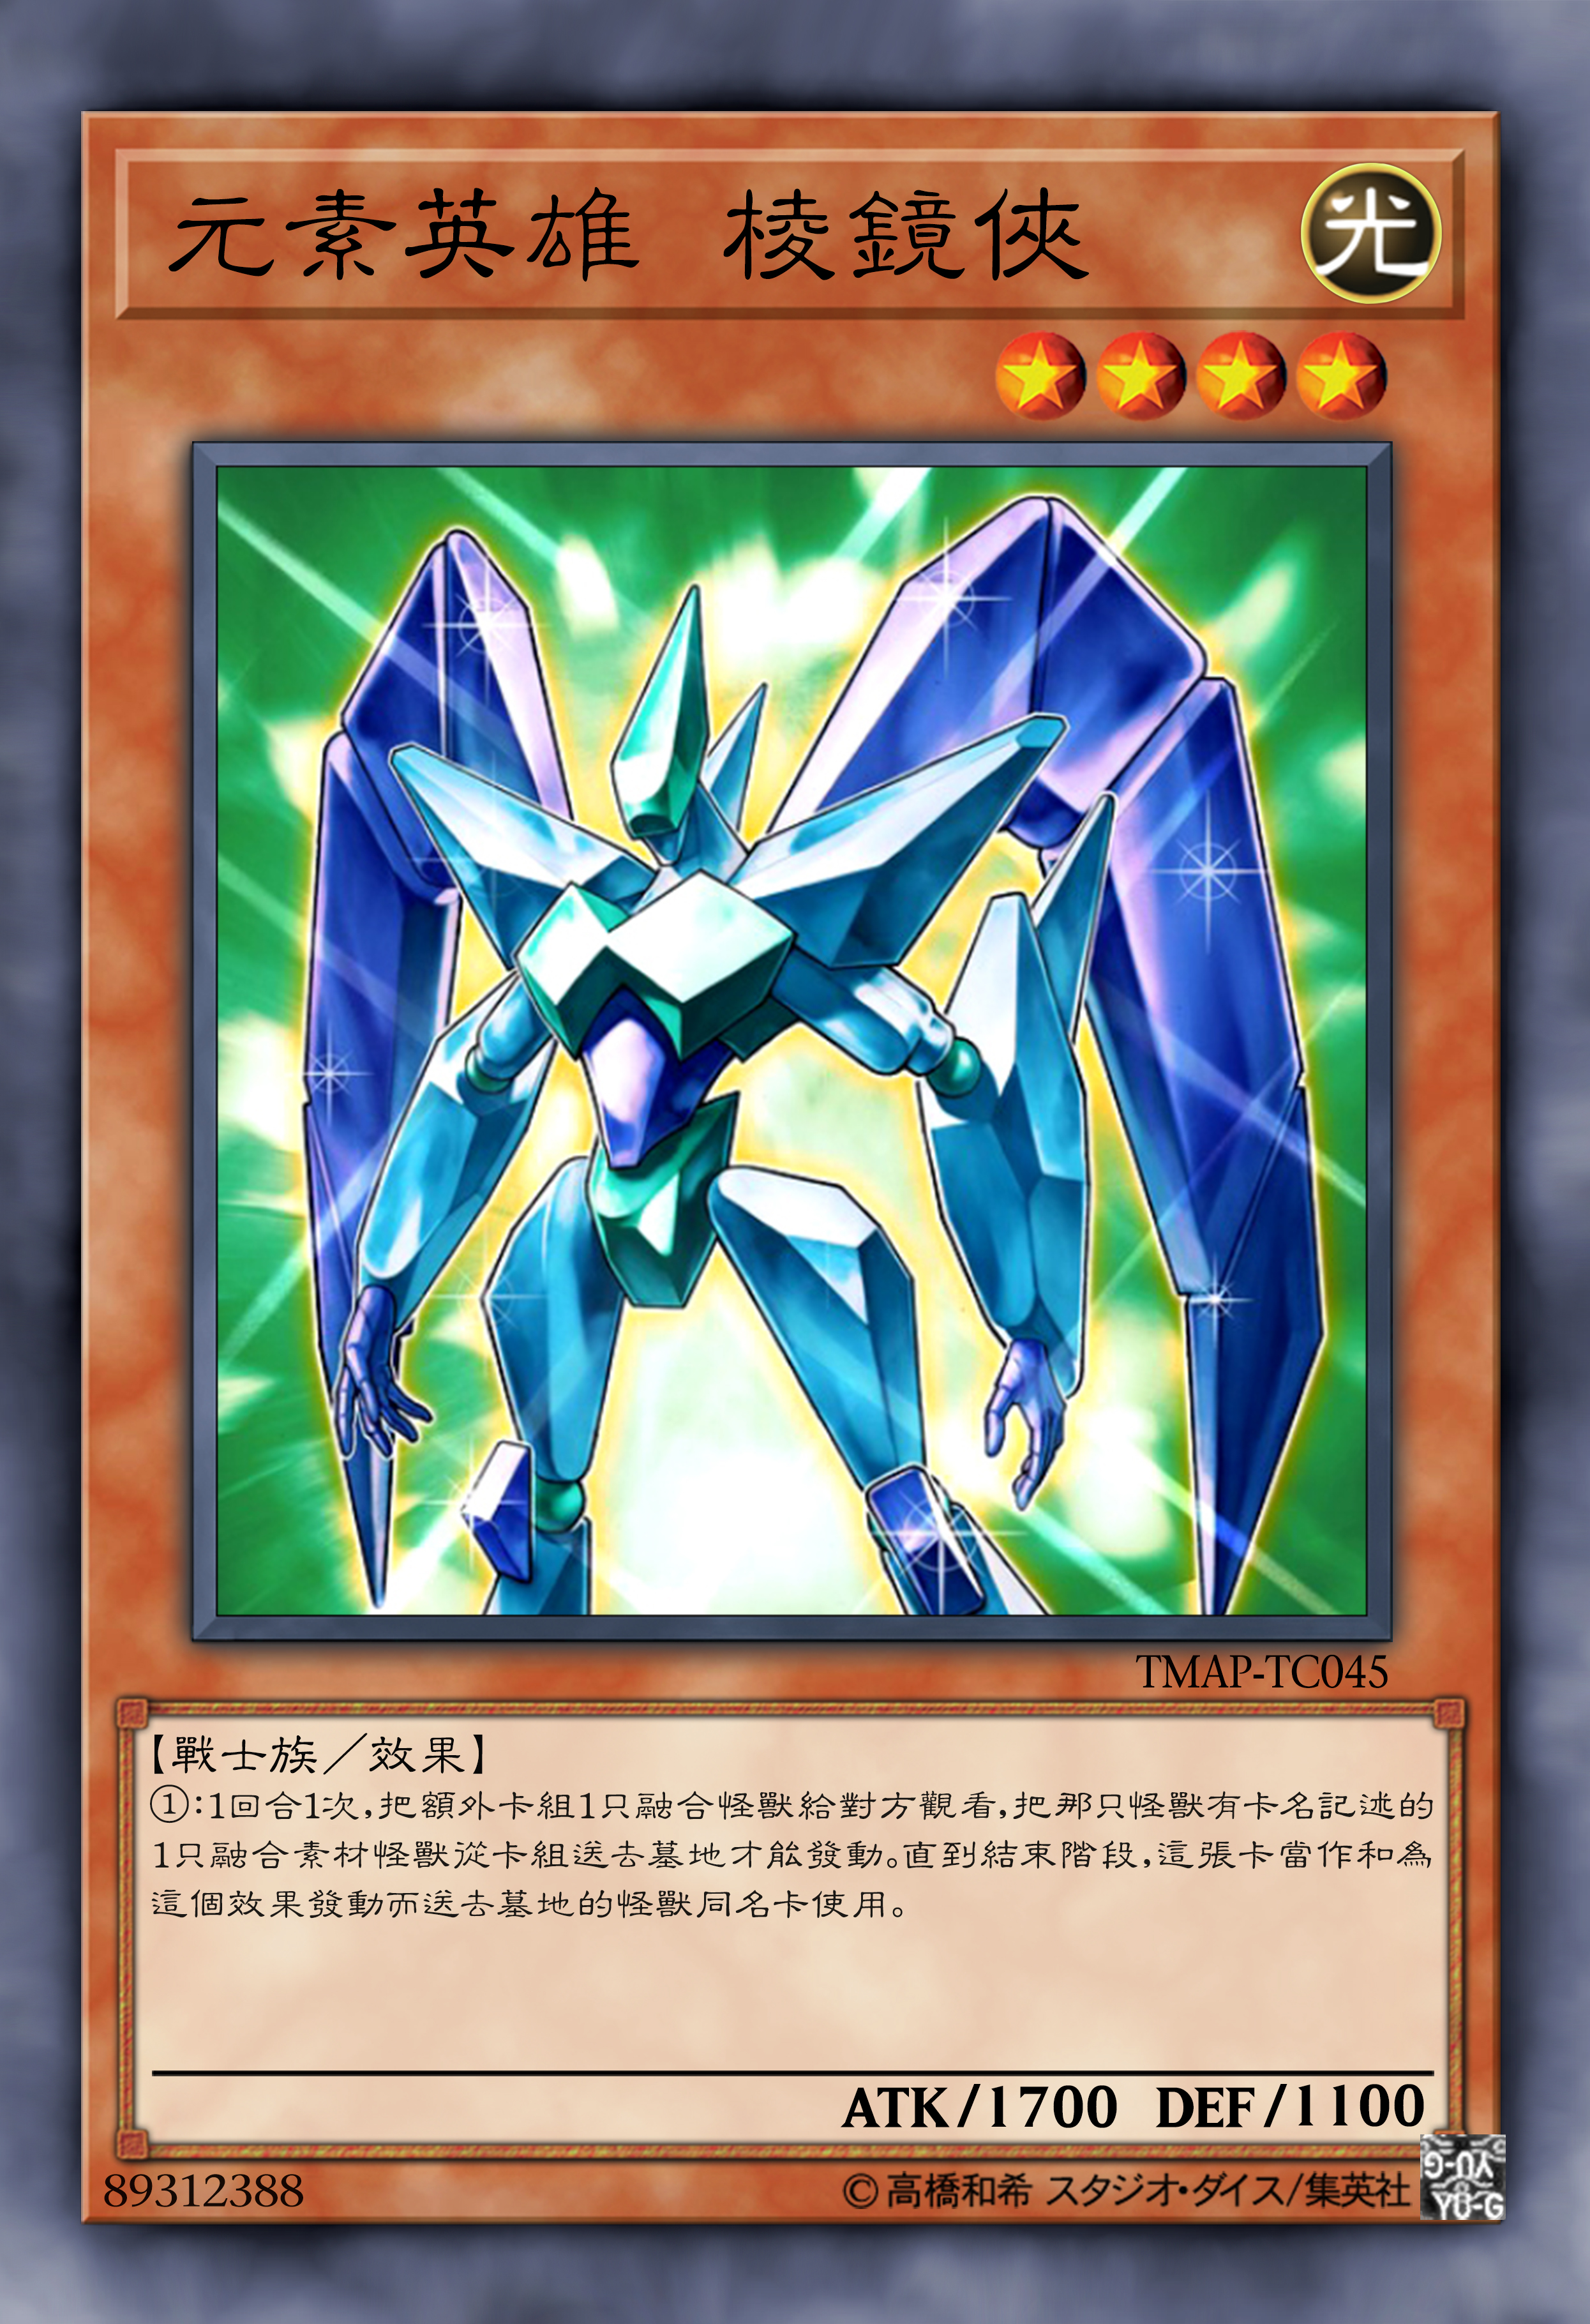 元素英雄 棱鏡俠
光
TMAP-TC045
【戰士族／效果】
①：1回合1次，把額外卡組1只融合怪獸給對方觀看，把那只怪獸有卡名記述的
1只融合素材怪獸從卡組送去墓地才能發動。直到結束階段，這張卡當作和為
這個效果發動而送去墓地的怪獸同名卡使用。
ATK/1700 DEF/1100
89312388
©高橋和希 スタジオ・ダイス/集英社
YU-G
YU-G